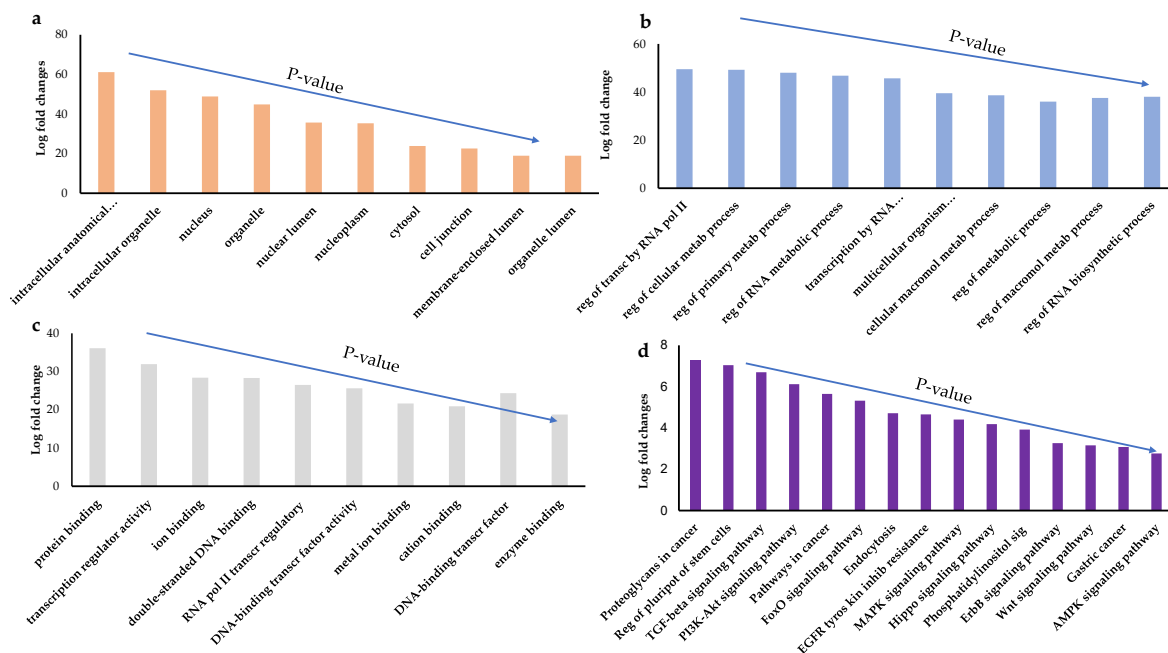 a
80
60
40
20
0
Log fold changes
P-value
intracellular anatomical…
intracellular organelle
nucleus
organelle
nuclear lumen
nucleoplasm
cytosol
cell junction
membrane-enclosed lumen
organelle lumen
b
60
40
20
0
Log fold change
P-value
reg of transc by RNA pol II
reg of cellular metab process
reg of primary metab process
reg of RNA metabolic process
transcription by RNA…
multicellular organism…
cellular macromol metab process
reg of metabolic process
reg of macromol metab process
reg of RNA biosynthetic process
c
40
30
20
10
0
Log fold change
P-value
protein binding
transcription regulator activity
ion binding
double-stranded DNA binding
RNA pol II transcr regulatory
DNA-binding transcr factor activity
metal ion binding
cation binding
DNA-binding transcr factor
enzyme binding
d
8
6
4
2
0
Log fold changes
P-value
Proteoglycans in cancer
Reg of pluripot of stem cells
TGF-beta signaling pathway
PI3K-Akt signaling pathway
Pathways in cancer
FoxO signaling pathway
Endocytosis
EGFR tyros kin inhib resistance
MAPK signaling pathway
Hippo signaling pathway
Phosphatidylinositol sig
ErbB signaling pathway
Wnt signaling pathway
Gastric cancer
AMPK signaling pathway